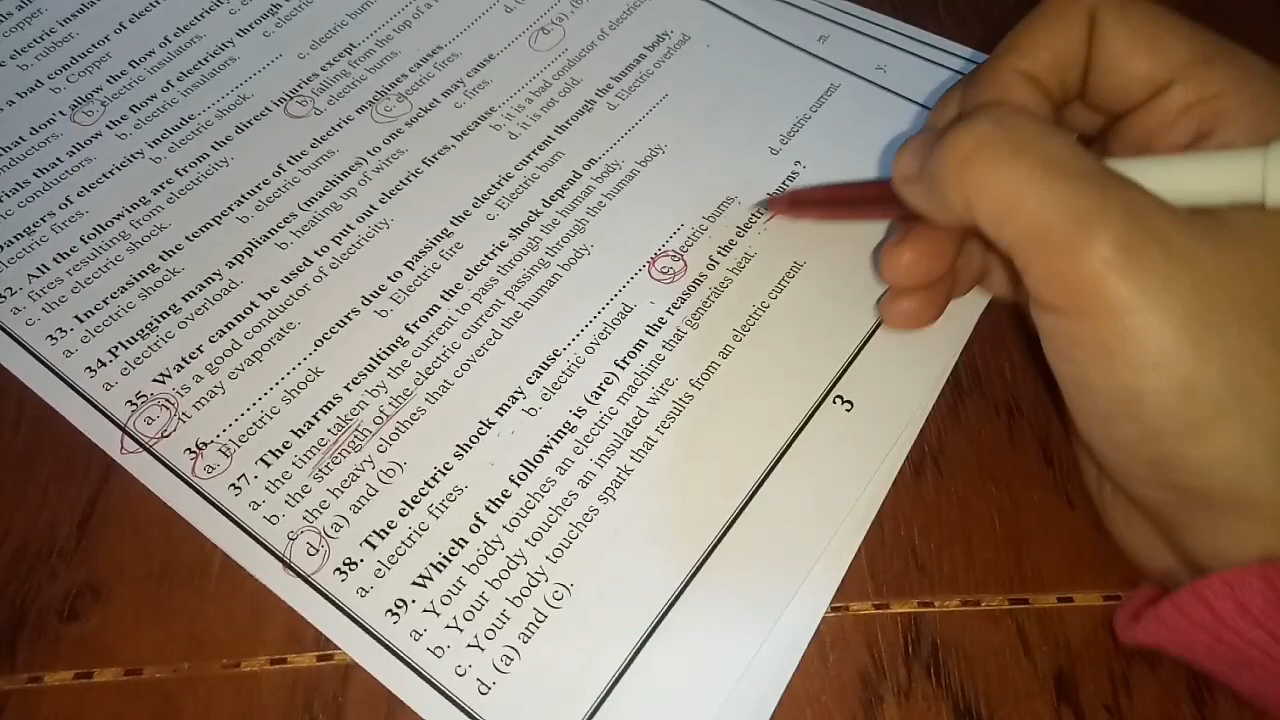 copper.
b. rubber.
a bad conductor of elect
b. Copper
hat don't allow the flow of electricity
nductors.
b. electric insulators.
rials that allow the flow of electricity through
ic conductors.
b. electric insulators.
c. electric
angers of electricity include
lectric fires.
b. electric shock.
c. electric burn.
32. All the following are from the direct injuries except
a. fires resulting from electricity.
b. falling from the top of a
c. the electric shock.
d. electric burns.
33. Increasing the temperature of the electric machines causes
a. electric shock.
b. electric burns.
c. electric fires.
34. Plugging many appliances (machines) to one socket may cause
a. electric overload.
b. heating up of wires.
c. fires.
35. Water cannot be used to put out electric fires, because
a. it is a good conductor of electricity.
b. it is a bad conductor of electrici
c. it may evaporate.
d. it is not cold.
36. occurs due to passing the electric current through the human body.
a. Electric shock
b. Electric fire
c. Electric burn
d. Electric overload
37. The harms resulting from the electric shock depend on
a. the time taken by the current to pass through the human body.
b. the strength of the electric current passing through the human body.
c. the heavy clothes that covered the human body.
d. (a) and (b).
38. The electric shock may cause
a. electric fires.
b. electric overload.
c. electric burns.
d. electric current.
39. Which of the following is (are) from the reasons of the electric burns ?
a. Your body touches an electric machine that generates heat.
b. Your body touches an insulated wire.
c. Your body touches spark that results from an electric current.
d. (a) and (c).
3